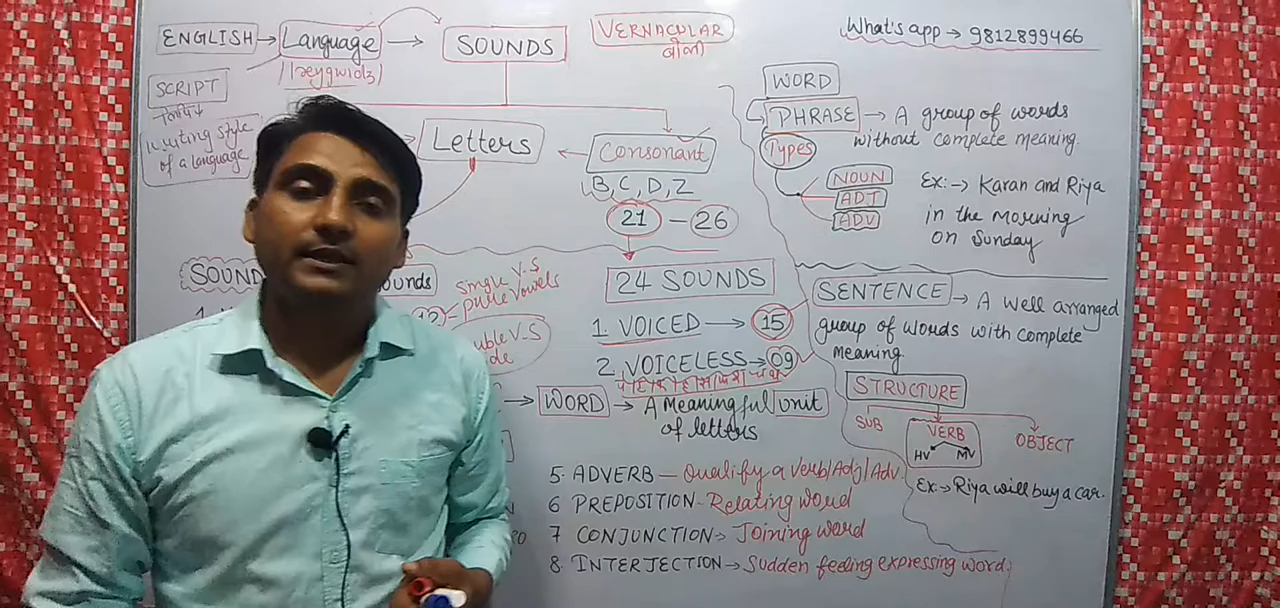 ENGLISH → Language → SOUNDS
VERNACULAR
बोली
What's app → 9812899466
SCRIPT
लिपि
Writing style
of a language
Letters ← Consonant
B, C, D, Z
21 – 26
24 SOUNDS
1. VOICED → 15
2. VOICELESS → 09
SOUND
unds
single V.S
pure vowels
uble V-S
→ WORD → A Meaningful unit
of letters
5. ADVERB – Qualify a Verb/Adj/Adv.
6 PREPOSITION – Relating word
7 CONJUNCTION → Joining word
8. INTERJECTION → Sudden feeling expressing word.
WORD
PHRASE → A group of words
without complete meaning.
Types
NOUN
ADJ
ADV
Ex:→ Karan and Riya
in the Morning
on Sunday
SENTENCE → A well arranged
group of words with complete
Meaning.
STRUCTURE
SUB VERB OBJECT
HV MV
Ex:→ Riya will buy a car.